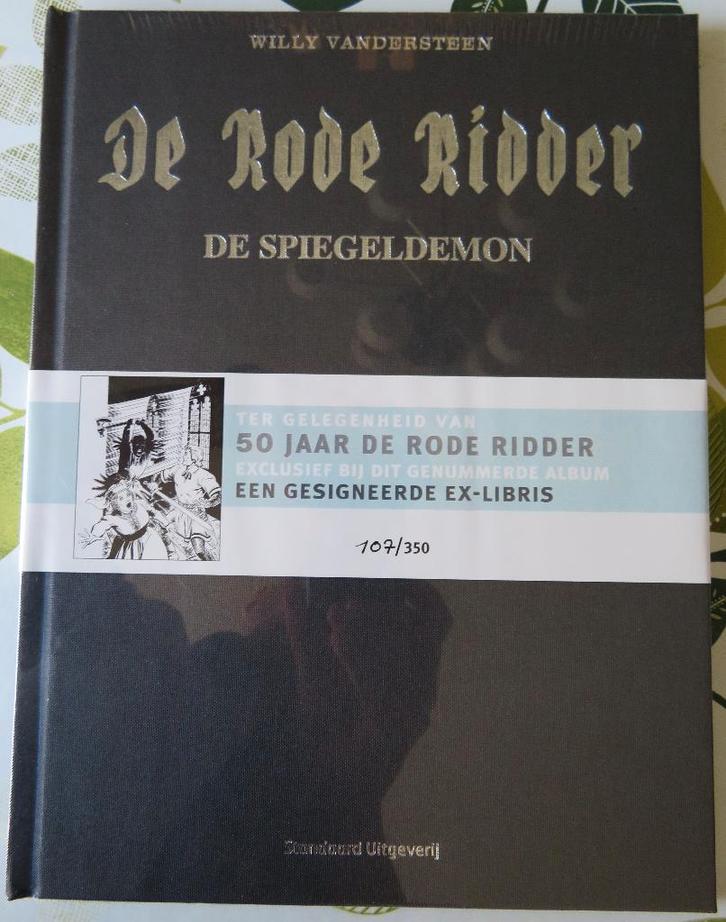 WILLY VANDERSTEEN
De Rode Ridder
DE SPIEGELDEMON
TER GELEGENHEID VAN
50 JAAR DE RODE RIDDER
EXCLUSIEF BIJ DIT GENUMMERDE ALBUM
EEN GESIGNEERDE EX-LIBRIS
107/350
Standaard Uitgeverij